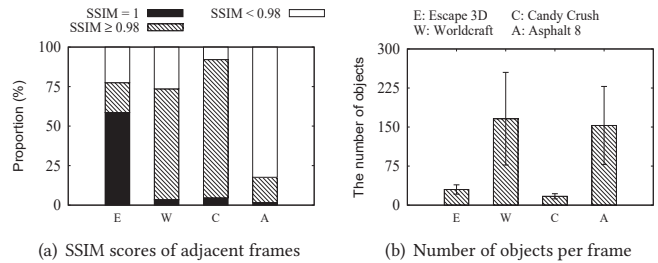 SSIM = 1
SSIM < 0.98
SSIM ≥ 0.98
Proportion (%)
100
75
50
25
0
E W C A
(a) SSIM scores of adjacent frames
E: Escape 3D C: Candy Crush
W: Worldcraft A: Asphalt 8
The number of objects
300
225
150
75
0
E W C A
(b) Number of objects per frame